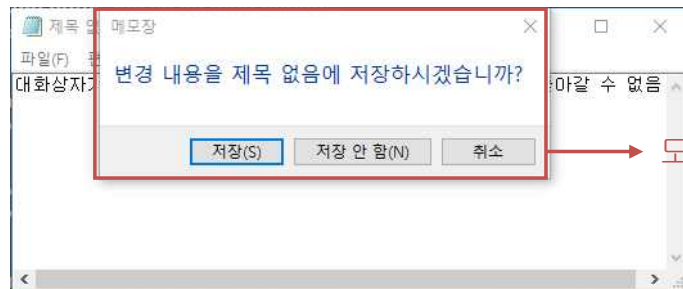 제목
메모장
파일(F)
변경 내용을 제목 없음에 저장하시겠습니까?
대화상자가 돌아갈 수 없음
저장(S) 저장 안 함(N) 취소